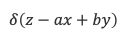 δ(z − ax + by)